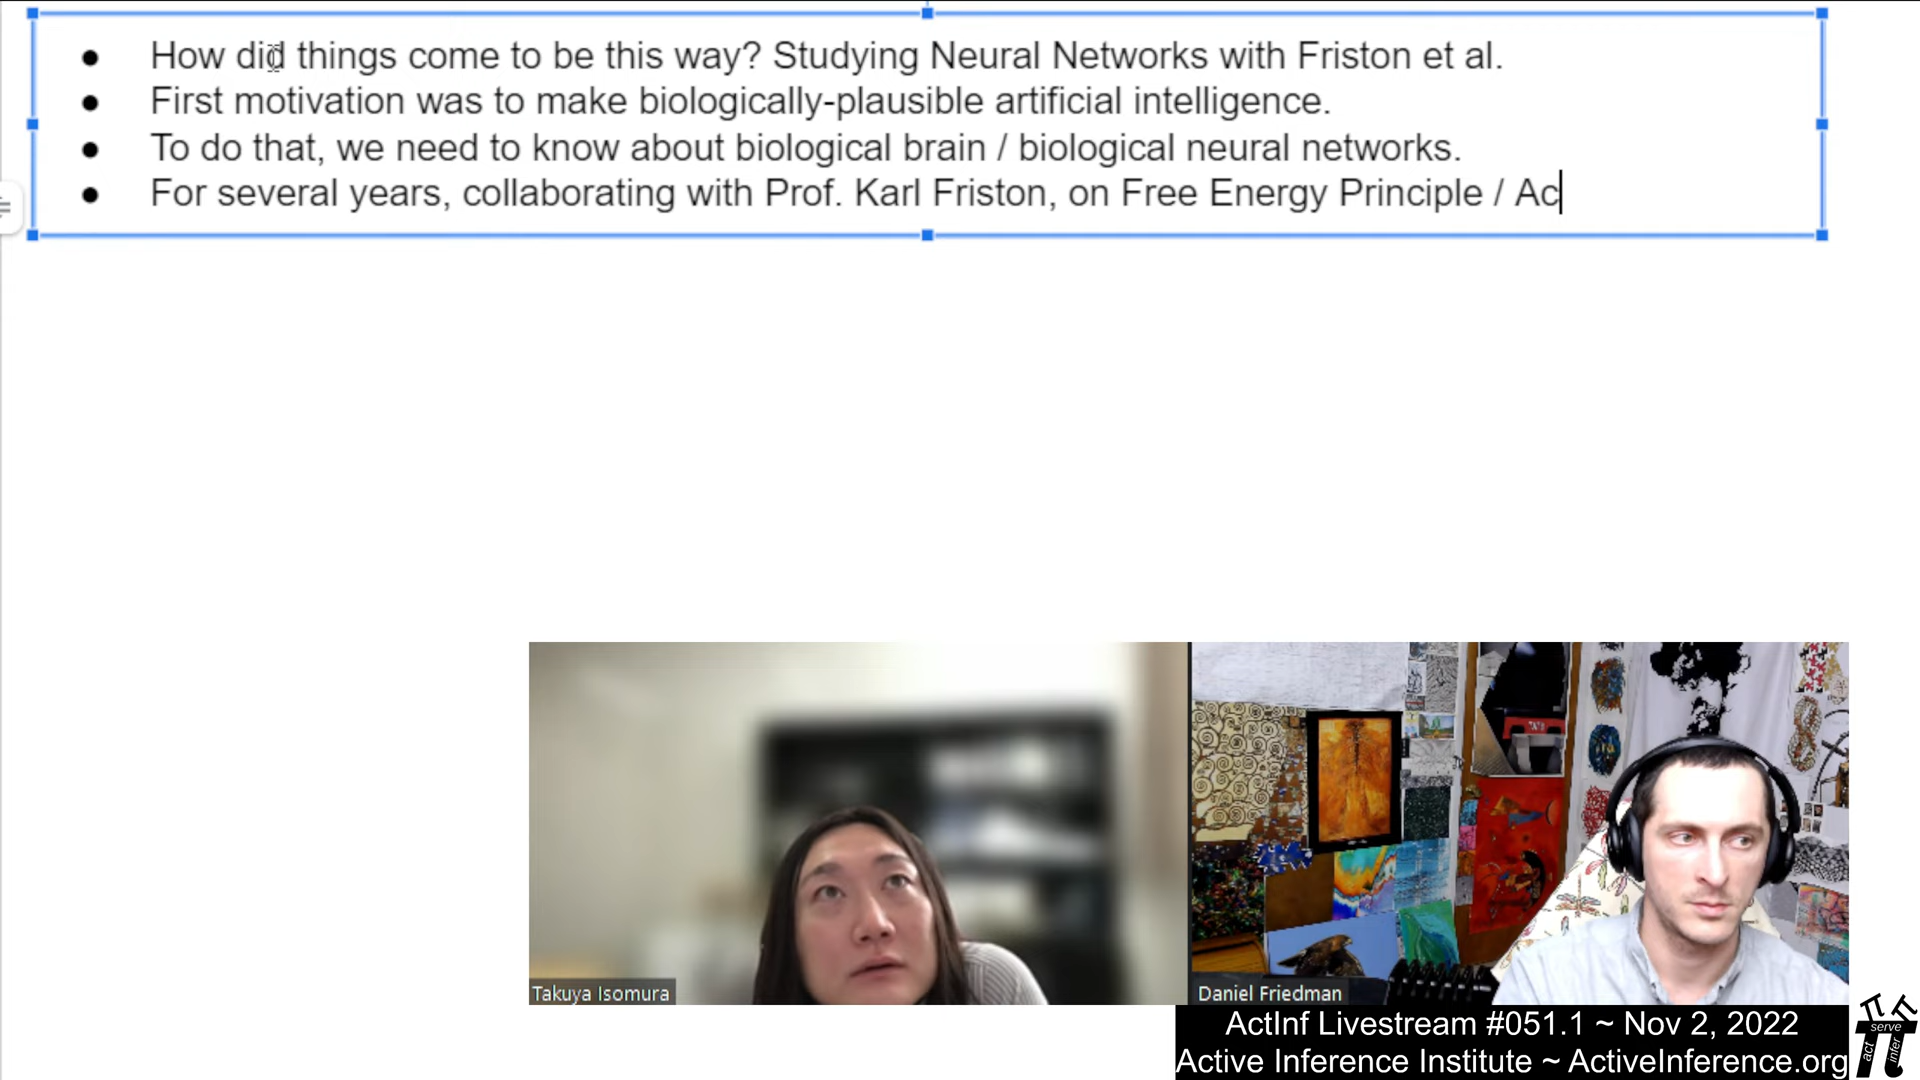 ● How did things come to be this way? Studying Neural Networks with Friston et al.
● First motivation was to make biologically-plausible artificial intelligence.
● To do that, we need to know about biological brain / biological neural networks.
● For several years, collaborating with Prof. Karl Friston, on Free Energy Principle / Ac
Takuya Isomura
Daniel Friedman
ActInf Livestream #051.1 ~ Nov 2, 2022
Active Inference Institute ~ ActiveInference.org
serve
act
infer